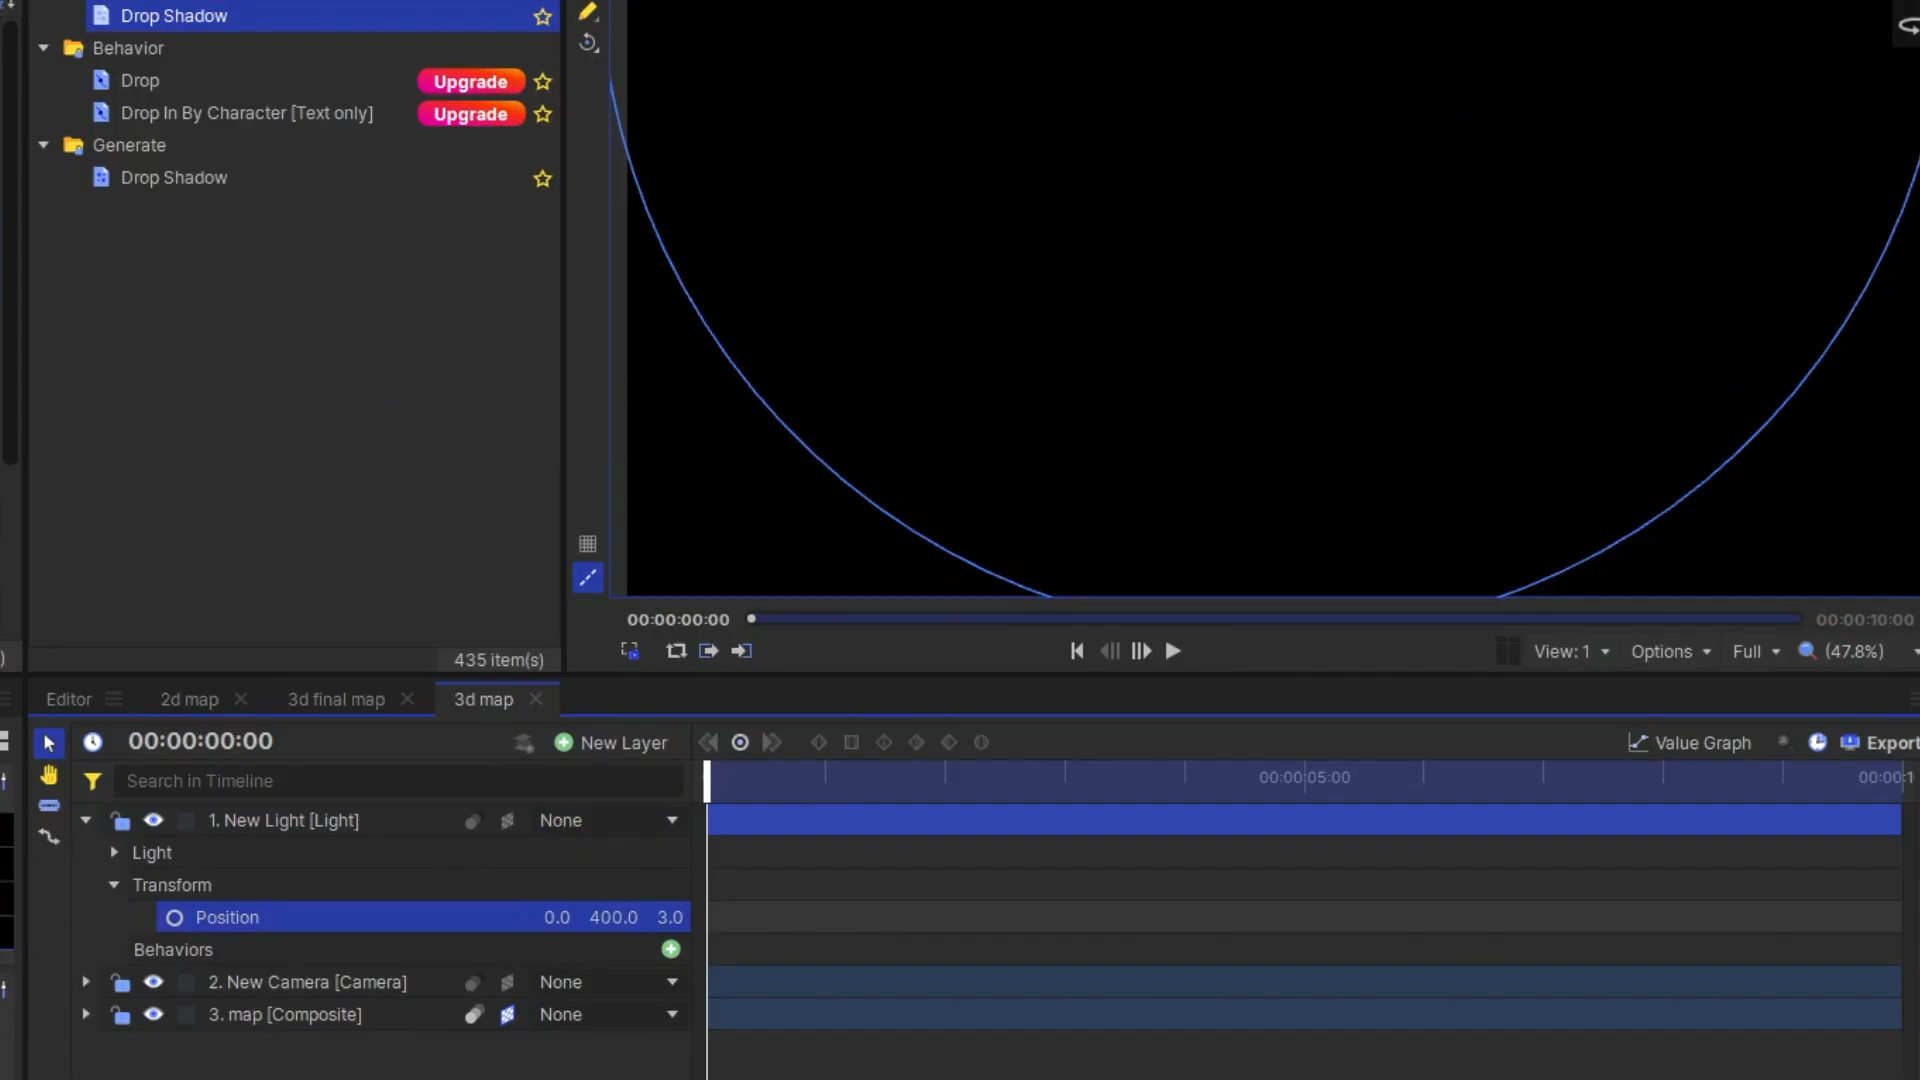 Drop Shadow
Behavior
Drop Upgrade
Drop In By Character [Text only] Upgrade
Generate
Drop Shadow
435 item(s)
00:00:00:00 00:00:10:00
View: 1 Options Full (47.8%)
Editor 2d map 3d final map 3d map
00:00:00:00 New Layer Value Graph Export
Search in Timeline 00:00:05:00 00:00:1
1. New Light [Light] None
Light
Transform
Position 0.0 400.0 3.0
Behaviors
2. New Camera [Camera] None
3. map [Composite] None